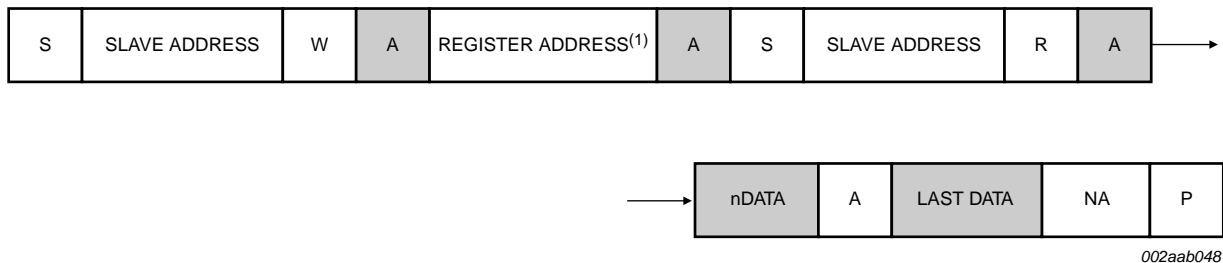 S SLAVE ADDRESS W A REGISTER ADDRESS(1) A S SLAVE ADDRESS R A
nDATA A LAST DATA NA P
002aab048